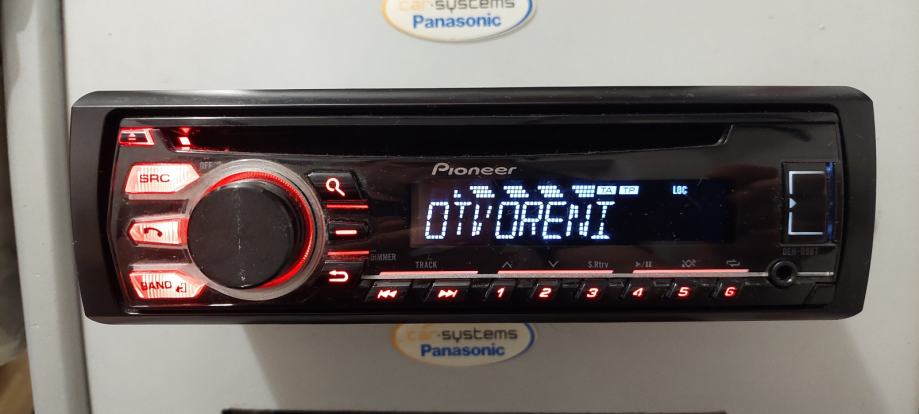 car·systems
Panasonic
OFF
SRC
Pioneer
TA TP LOC
OTVORENI
DIMMER
TRACK
S.Rtrv
BAND
1 2 3 4 5 6
car·systems
Panasonic